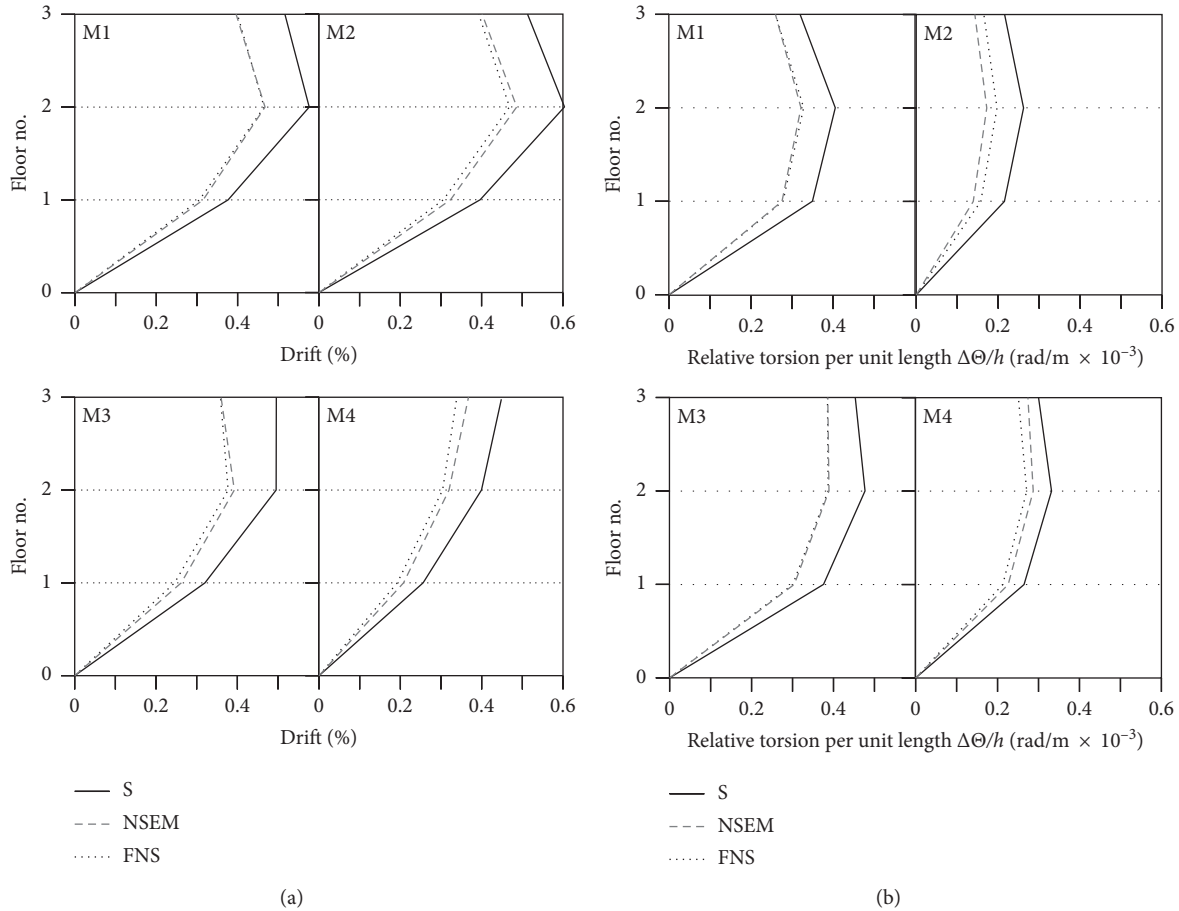 3
M1
M2
2
Floor no.
1
0
0
0.2
0.4
0
0.2
0.4
0.6
Drift (%)
3
M3
M4
2
Floor no.
1
0
0
0.2
0.4
0
0.2
0.4
0.6
Drift (%)
S
NSEM
FNS
(a)
3
M1
M2
2
Floor no.
1
0
0
0.2
0.4
0
0.2
0.4
0.6
Relative torsion per unit length ΔΘ/h (rad/m × 10⁻³)
3
M3
M4
2
Floor no.
1
0
0
0.2
0.4
0
0.2
0.4
0.6
Relative torsion per unit length ΔΘ/h (rad/m × 10⁻³)
S
NSEM
FNS
(b)